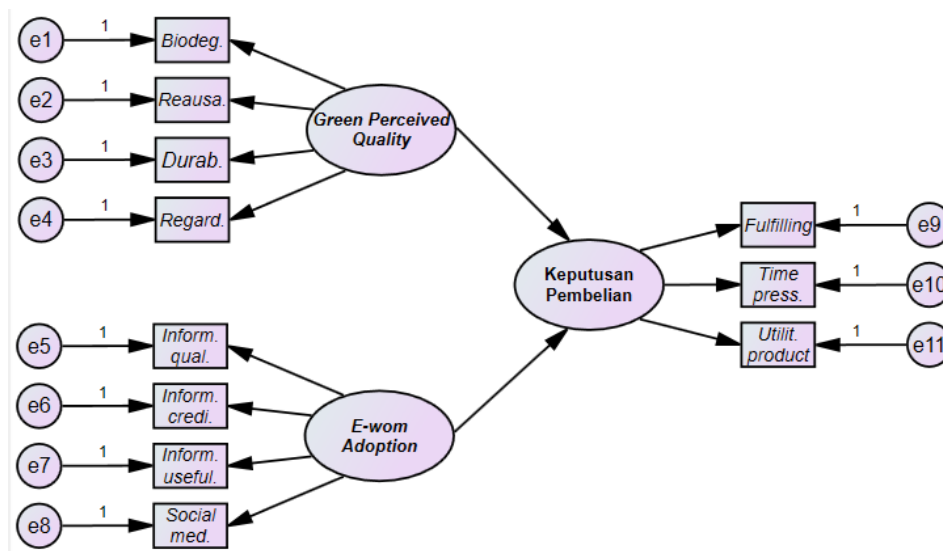 e1
1
Biodeg.
e2
1
Reausa.
e3
1
Durab.
e4
1
Regard.
Green Perceived
Quality
e5
1
Inform.
qual.
e6
1
Inform.
credi.
e7
1
Inform.
useful.
e8
1
Social
med.
E-wom
Adoption
Keputusan
Pembelian
Fulfilling
1
e9
Time
press.
1
e10
Utilit.
product
1
e11